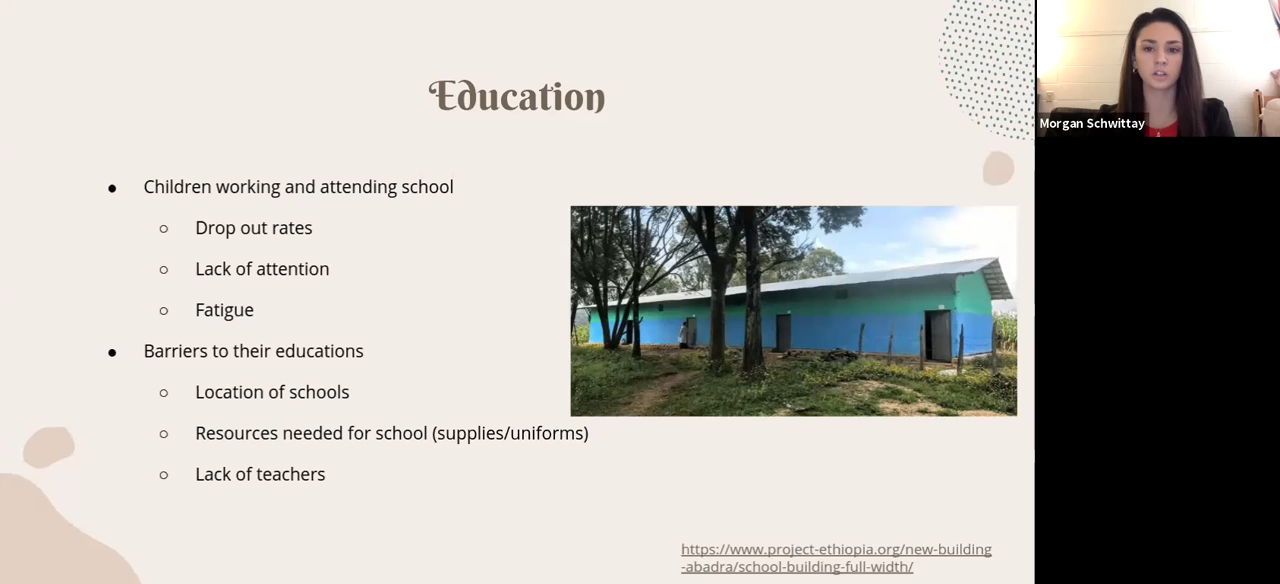 Education
● Children working and attending school
○ Drop out rates
○ Lack of attention
○ Fatigue
● Barriers to their educations
○ Location of schools
○ Resources needed for school (supplies/uniforms)
○ Lack of teachers
https://www.project-ethiopia.org/new-building
-abadra/school-building-full-width/
Morgan Schwittay